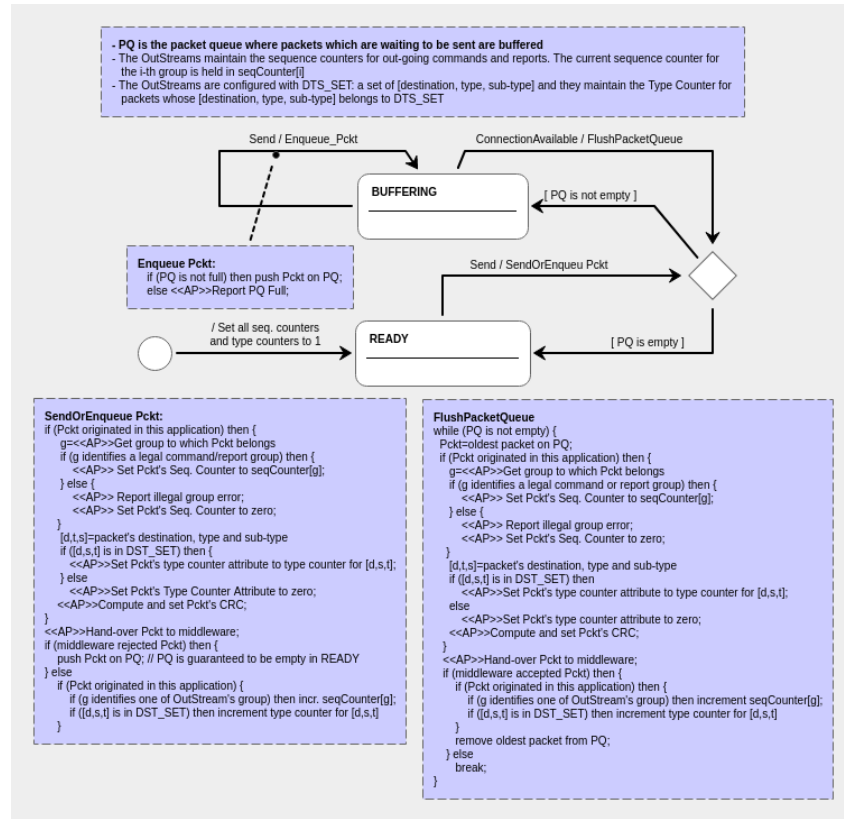 - PQ is the packet queue where packets which are waiting to be sent are buffered
- The OutStreams maintain the sequence counters for out-going commands and reports. The current sequence counter for
the i-th group is held in seqCounter[i]
- The OutStreams are configured with DTS_SET: a set of [destination, type, sub-type] and they maintain the Type Counter for
packets whose [destination, type, sub-type] belongs to DTS_SET
Send / Enqueue_Pckt
ConnectionAvailable / FlushPacketQueue
BUFFERING
[ PQ is not empty ]
Enqueue Pckt:
if (PQ is not full) then push Pckt on PQ;
else <<AP>>Report PQ Full;
Send / SendOrEnqueu Pckt
/ Set all seq. counters
and type counters to 1
READY
[ PQ is empty ]
SendOrEnqueue Pckt:
if (Pckt originated in this application) then {
g=<<AP>>Get group to which Pckt belongs
if (g identifies a legal command/report group) then {
<<AP>> Set Pckt's Seq. Counter to seqCounter[g];
} else {
<<AP>> Report illegal group error;
<<AP>> Set Pckt's Seq. Counter to zero;
}
[d,t,s]=packet's destination, type and sub-type
if ([d,s,t] is in DST_SET) then {
<<AP>>Set Pckt's type counter attribute to type counter for [d,s,t];
} else
<<AP>>Set Pckt's Type Counter Attribute to zero;
<<AP>>Compute and set Pckt's CRC;
}
<<AP>>Hand-over Pckt to middleware;
if (middleware rejected Pckt) then {
push Pckt on PQ; // PQ is guaranteed to be empty in READY
} else
if (Pckt originated in this application) {
if (g identifies one of OutStream's group) then incr. seqCounter[g];
if ([d,s,t] is in DST_SET) then increment type counter for [d,s,t]
}
FlushPacketQueue
while (PQ is not empty) {
Pckt=oldest packet on PQ;
if (Pckt originated in this application) then {
g=<<AP>>Get group to which Pckt belongs
if (g identifies a legal command or report group) then {
<<AP>> Set Pckt's Seq. Counter to seqCounter[g];
} else {
<<AP>> Report illegal group error;
<<AP>> Set Pckt's Seq. Counter to zero;
}
[d,t,s]=packet's destination, type and sub-type
if ([d,s,t] is in DST_SET) then
<<AP>>Set Pckt's type counter attribute to type counter for [d,s,t];
else
<<AP>>Set Pckt's type counter attribute to zero;
<<AP>>Compute and set Pckt's CRC;
}
<<AP>>Hand-over Pckt to middleware;
if (middleware accepted Pckt) then {
if (Pckt originated in this application) then {
if (g identifies one of OutStream's group) then increment seqCounter[g];
if ([d,s,t] is in DST_SET) then increment type counter for [d,s,t]
}
remove oldest packet from PQ;
} else
break;
}